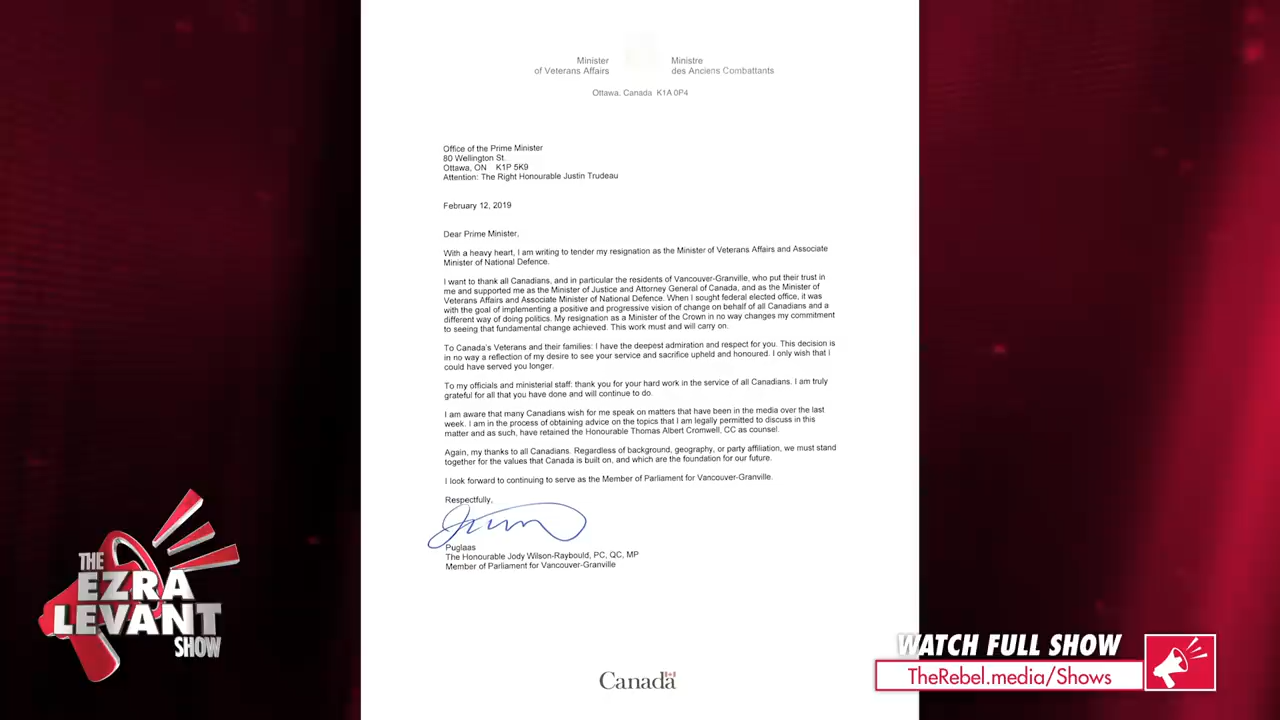 Minister
of Veterans Affairs
Ministre
des Anciens Combattants
Ottawa, Canada K1A 0P4
Office of the Prime Minister
80 Wellington St.
Ottawa, ON K1P 5K9
Attention: The Right Honourable Justin Trudeau
February 12, 2019
Dear Prime Minister,
With a heavy heart, I am writing to tender my resignation as the Minister of Veterans Affairs and Associate
Minister of National Defence.
I want to thank all Canadians, and in particular the residents of Vancouver-Granville, who put their trust in
me and supported me as the Minister of Justice and Attorney General of Canada, and as the Minister of
Veterans Affairs and Associate Minister of National Defence. When I sought federal elected office, it was
with the goal of implementing a positive and progressive vision of change on behalf of all Canadians and a
different way of doing politics. My resignation as a Minister of the Crown in no way changes my commitment
to seeing that fundamental change achieved. This work must and will carry on.
To Canada's Veterans and their families: I have the deepest admiration and respect for you. This decision is
in no way a reflection of my desire to see your service and sacrifice upheld and honoured. I only wish that I
could have served you longer.
To my officials and ministerial staff: thank you for your hard work in the service of all Canadians. I am truly
grateful for all that you have done and will continue to do.
I am aware that many Canadians wish for me speak on matters that have been in the media over the last
week. I am in the process of obtaining advice on the topics that I am legally permitted to discuss in this
matter and as such, have retained the Honourable Thomas Albert Cromwell, CC as counsel.
Again, my thanks to all Canadians. Regardless of background, geography, or party affiliation, we must stand
together for the values that Canada is built on, and which are the foundation for our future.
I look forward to continuing to serve as the Member of Parliament for Vancouver-Granville.
Respectfully,
Puglaas
The Honourable Jody Wilson-Raybould, PC, QC, MP
Member of Parliament for Vancouver-Granville
Canada
THE
EZRA
LEVANT
SHOW
WATCH FULL SHOW
TheRebel.media/Shows